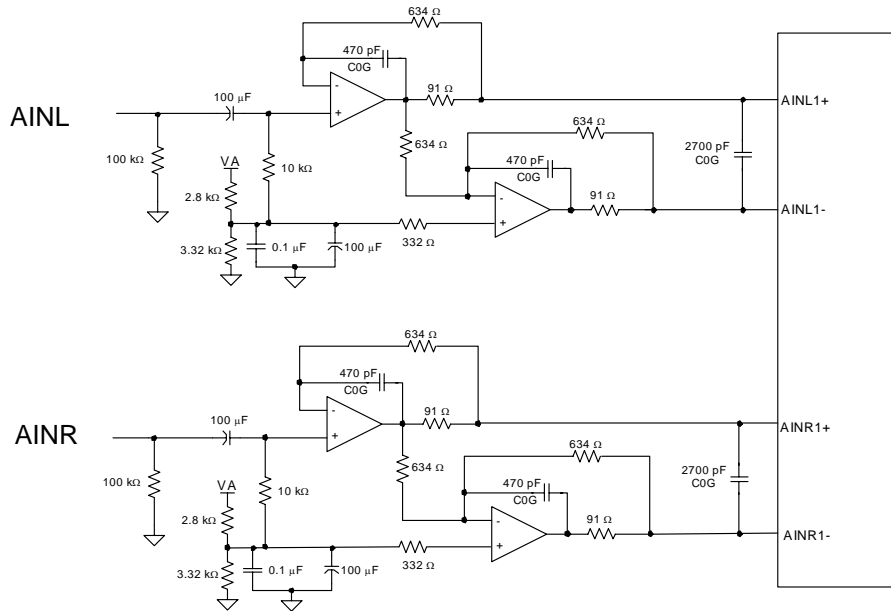 634 Ω
470 pF
C0G
91 Ω
100 µF
AINL
AINL1+
634 Ω
634 Ω
2700 pF
C0G
470 pF
C0G
100 kΩ
VA
10 kΩ
2.8 kΩ
91 Ω
AINL1-
3.32 kΩ
0.1 µF
100 µF
332 Ω
634 Ω
470 pF
C0G
91 Ω
100 µF
AINR
AINR1+
634 Ω
634 Ω
2700 pF
C0G
470 pF
C0G
100 kΩ
VA
10 kΩ
2.8 kΩ
91 Ω
AINR1-
3.32 kΩ
0.1 µF
100 µF
332 Ω